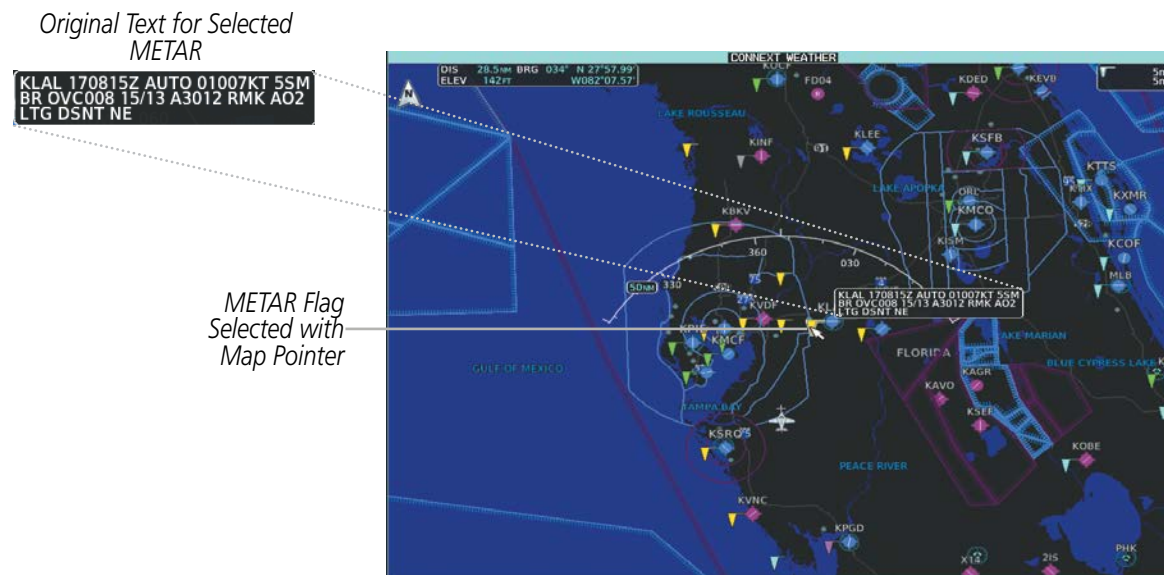 Original Text for Selected
METAR
KLAL 170815Z AUTO 01007KT 5SM
BR OVC008 15/13 A3012 RMK AO2
LTG DSNT NE
METAR Flag
Selected with
Map Pointer
CONNEXT WEATHER
DIS 28.5NM BRG 034° N 27°57.99'
ELEV 142FT W082°07.57'
KOCF
FD04
KDED
KEVB
LAKE ROUSSEAU
KINF
KLEE
KSFB
KTTS
LAKE APOPKA
ORL
KMCO
KXMR
KBKV
KISM
KCOF
MLB
360
030
330
50NM
KVDF
KLAL 170815Z AUTO 01007KT 5SM
BR OVC008 15/13 A3012 RMK AO2
LTG DSNT NE
KMCF
LAKE MARIAN
FLORIDA
BLUE CYPRESS LAKE
GULF OF MEXICO
KAGR
KAVO
TAMPA BAY
KSEF
KSRQ
KOBE
PEACE RIVER
KVNC
KPGD
X14
2IS
PHK